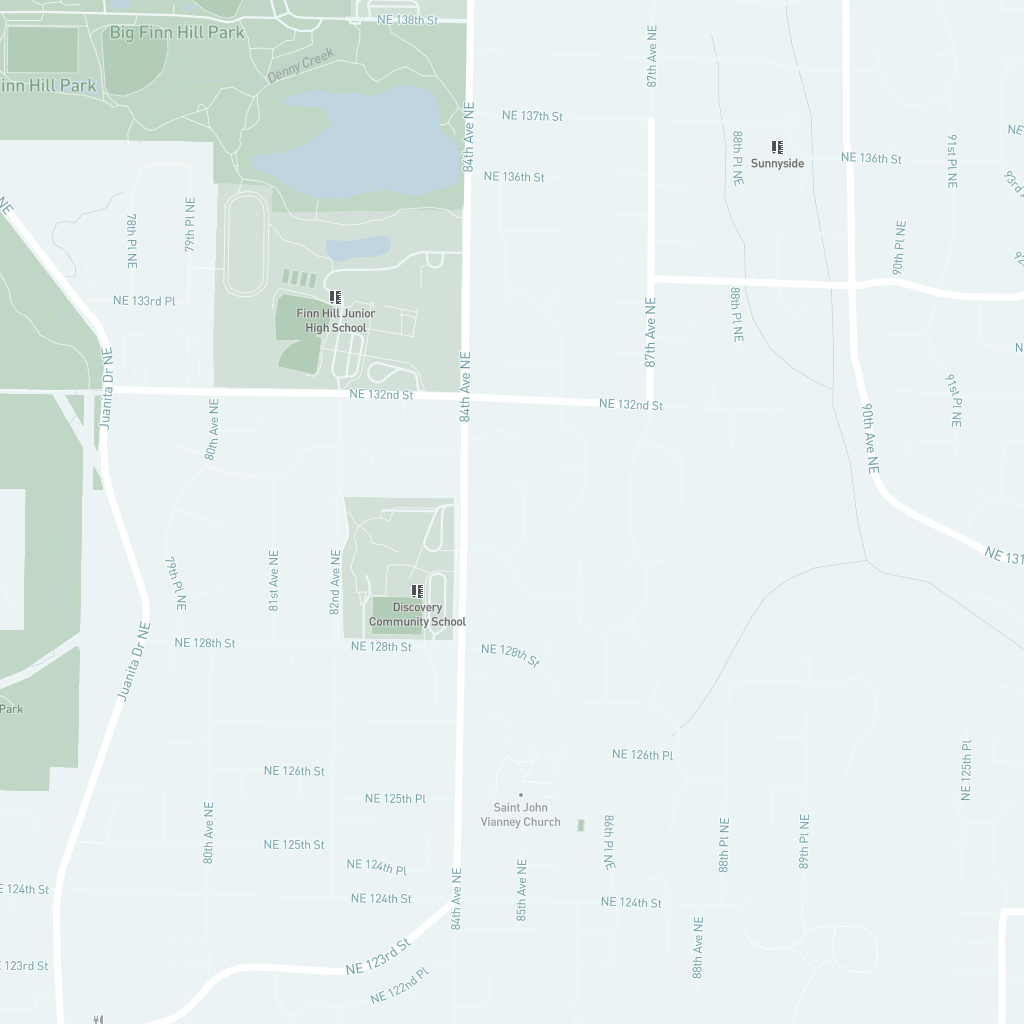 NE 138th St
Big Finn Hill Park
Denny Creek
87th Ave NE
inn Hill Park
NE 137th St
84th Ave NE
88th Pl NE
Sunnyside
NE 136th St
91st Pl NE
NE
NE 136th St
NE
78th Pl NE
79th Pl NE
90th Pl NE
NE 133rd Pl
Finn Hill Junior
High School
87th Ave NE
88th Pl NE
N
Juanita Dr NE
84th Ave NE
NE 132nd St
NE 132nd St
91st Pl NE
80th Ave NE
90th Ave NE
NE 131
79th Pl NE
81st Ave NE
82nd Ave NE
Discovery
Community School
Juanita Dr NE
NE 128th St
NE 128th St
NE 128th St
Park
NE 126th St
NE 126th Pl
NE 125th Pl
NE 125th Pl
Saint John
Vianney Church
80th Ave NE
NE 125th St
86th Pl NE
88th Pl NE
89th Pl NE
NE 124th Pl
E 124th St
NE 124th St
84th Ave NE
85th Ave NE
NE 124th St
88th Ave NE
123rd St
NE 123rd St
NE 122nd Pl